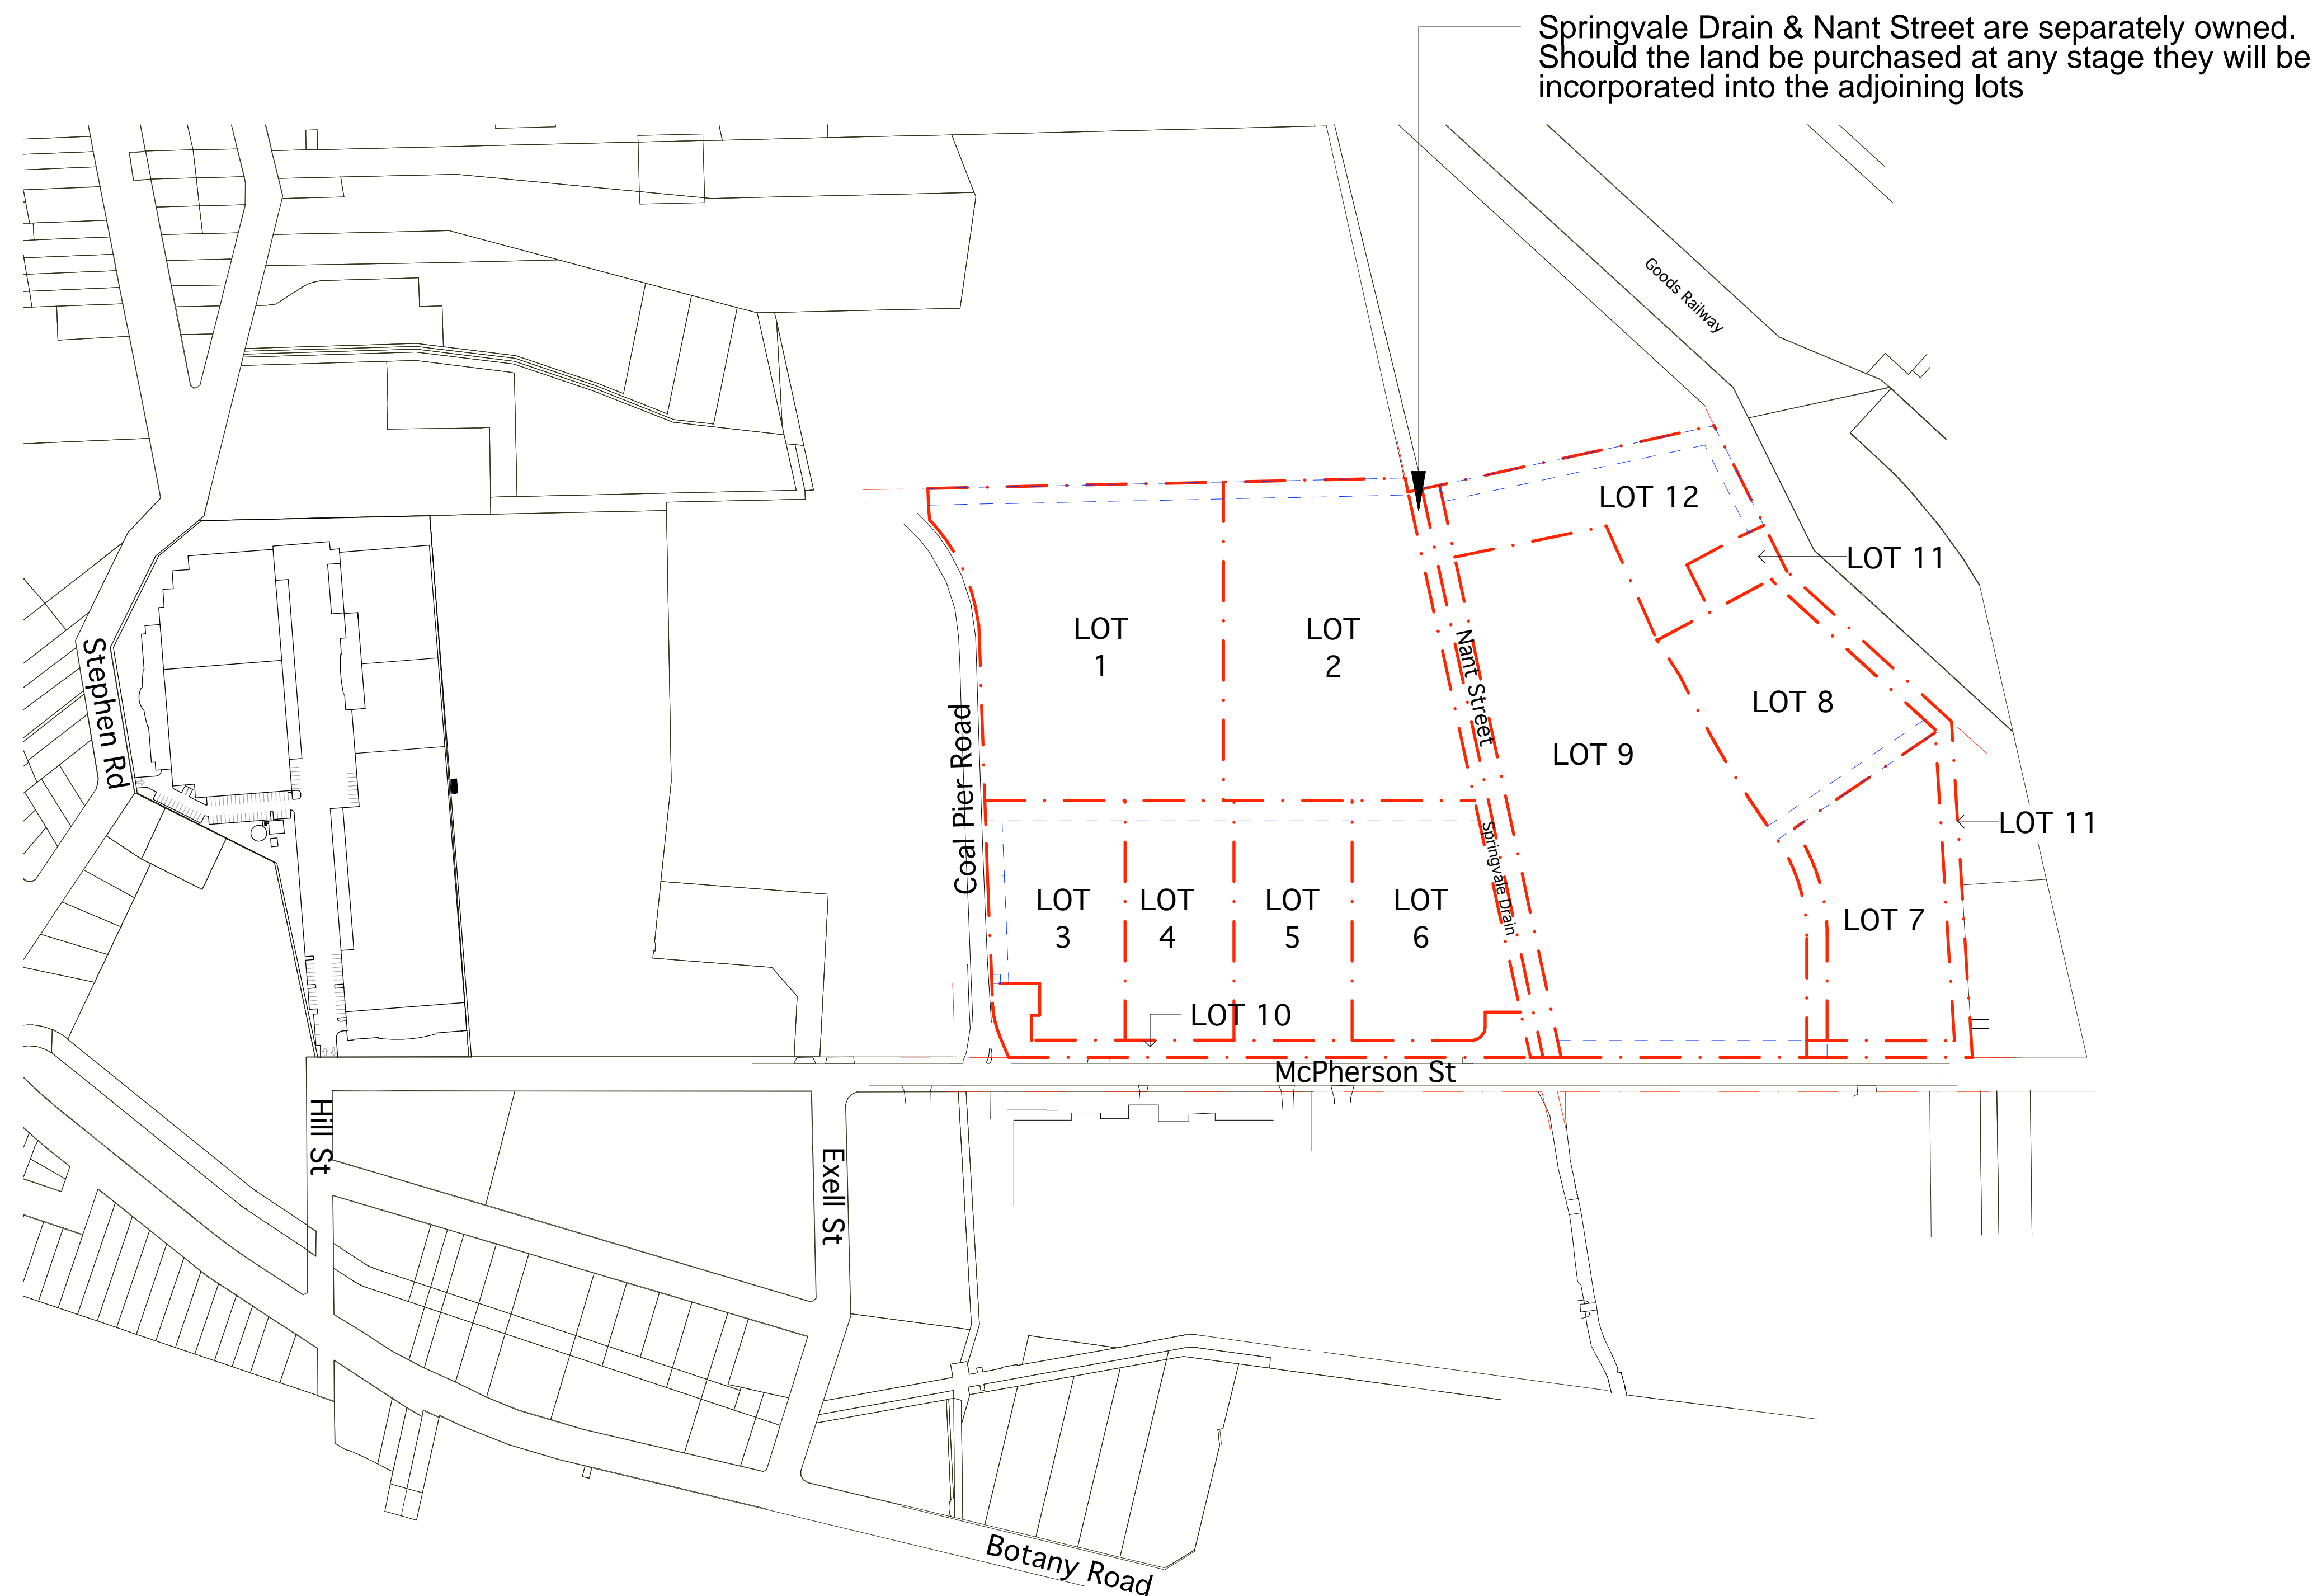 Springvale Drain & Nant Street are separately owned.
Should the land be purchased at any stage they will be
incorporated into the adjoining lots
Goods Railway
LOT 12
LOT 11
LOT
1
LOT
2
Nant Street
LOT 8
LOT 9
Stephen Rd
Coal Pier Road
Springvale Drain
LOT 11
LOT
3
LOT
4
LOT
5
LOT
6
LOT 7
LOT 10
McPherson St
Hill St
Exell St
Botany Road